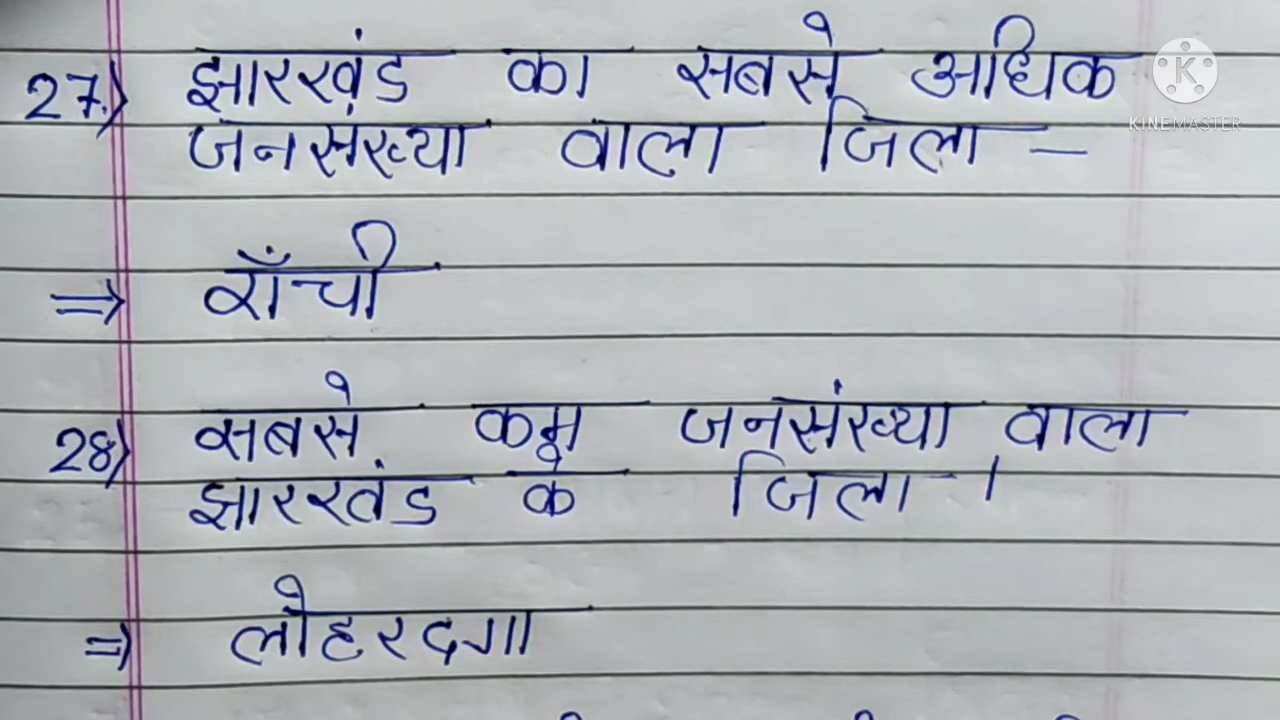 27) झारखंड का सबसे अधिक
जनसंख्या वाला जिला –
⇒ राँची
28) सबसे कम जनसंख्या वाला
झारखंड के जिला ।
⇒ लोहरदगा
KINEMASTER